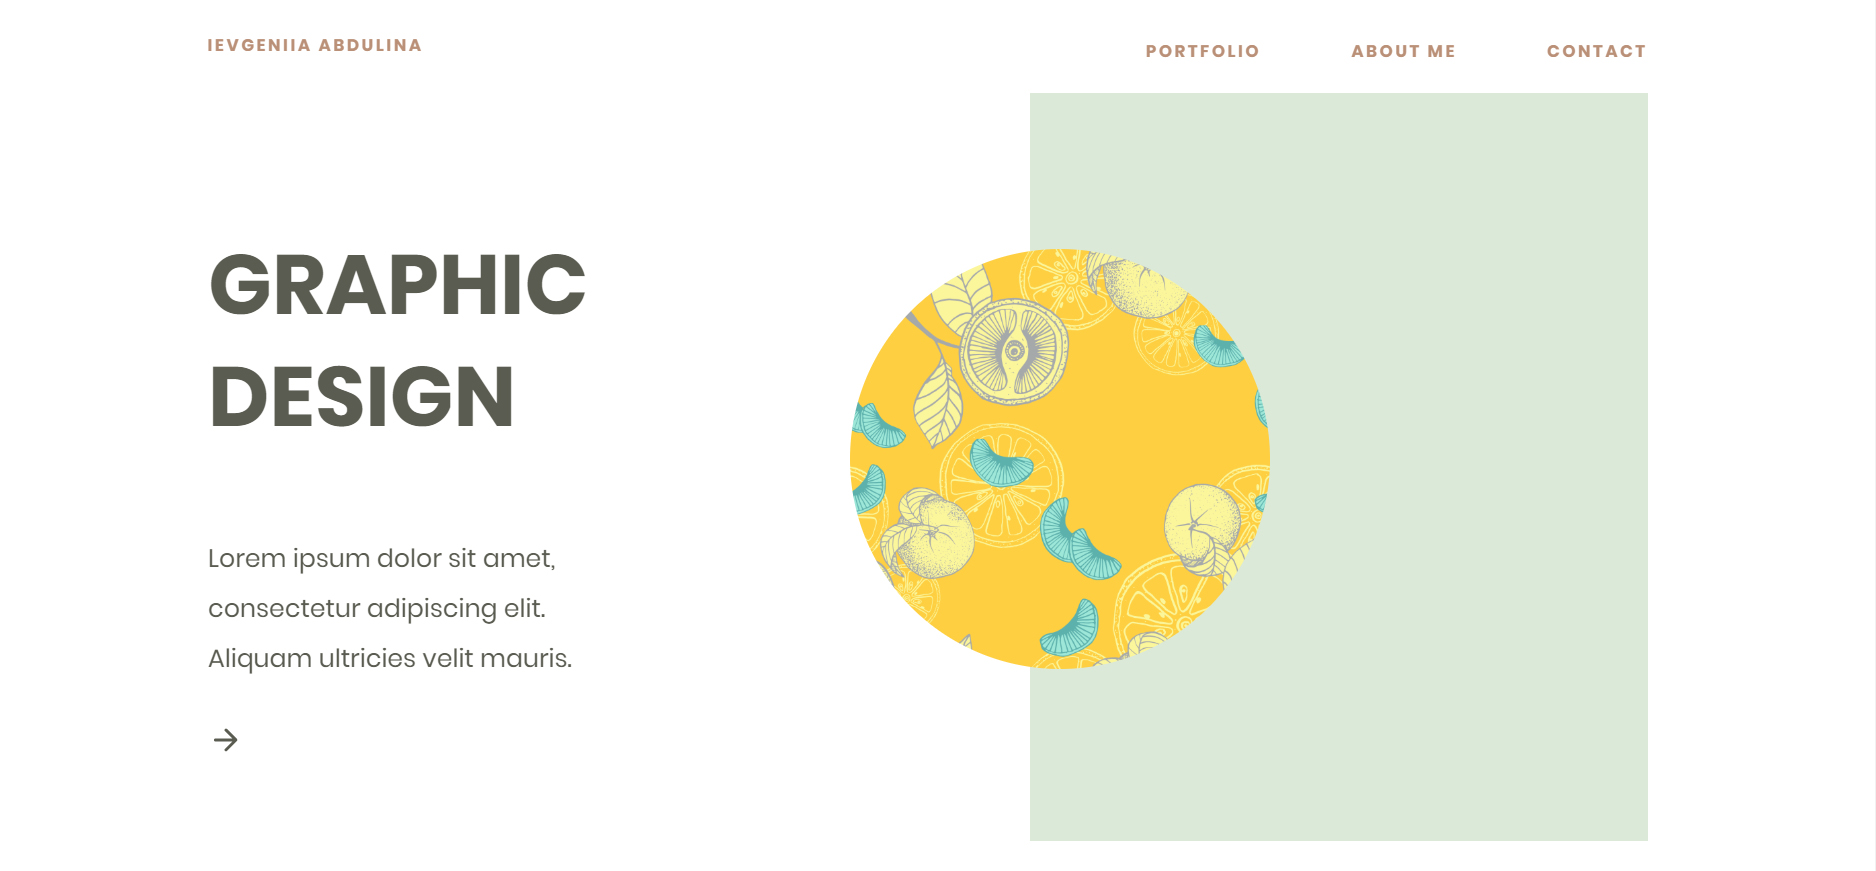 IEVGENIIA ABDULINA
PORTFOLIO
ABOUT ME
CONTACT
GRAPHIC
DESIGN
Lorem ipsum dolor sit amet,
consectetur adipiscing elit.
Aliquam ultricies velit mauris.